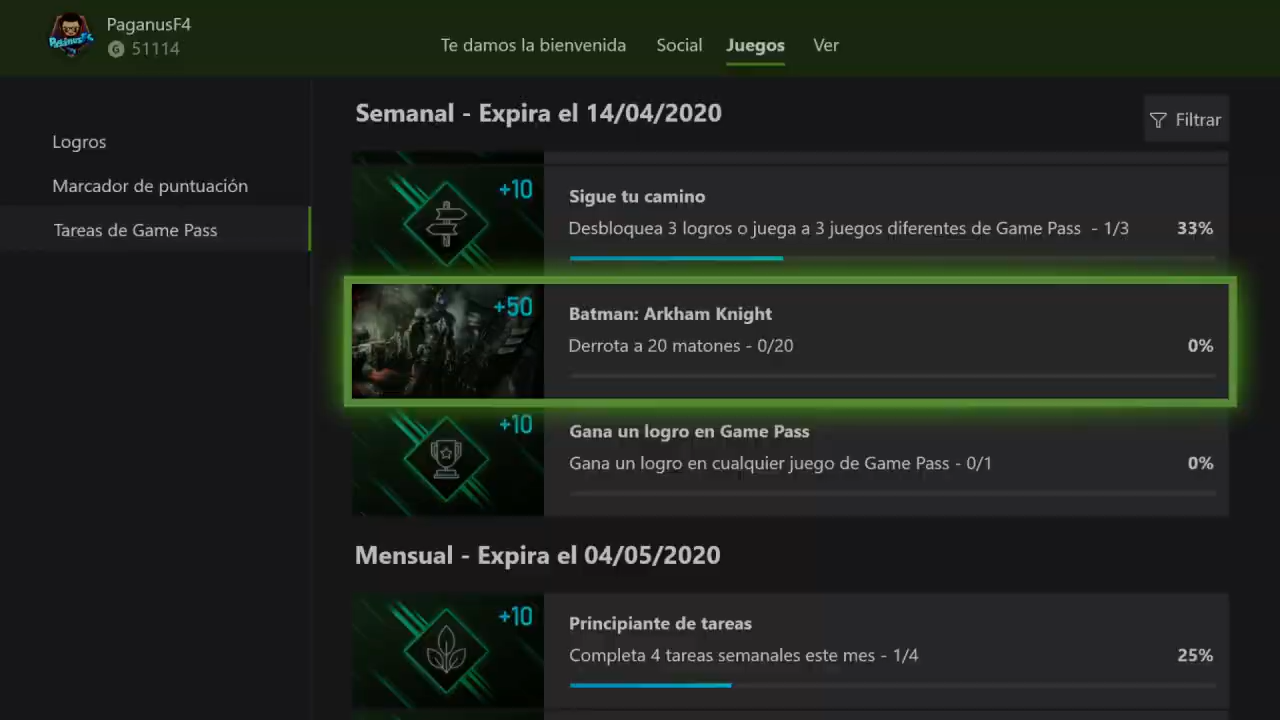 PaganusF4
G 51114
Te damos la bienvenida Social Juegos Ver
Logros
Marcador de puntuación
Tareas de Game Pass
Semanal - Expira el 14/04/2020
Filtrar
+10
Sigue tu camino
Desbloquea 3 logros o juega a 3 juegos diferentes de Game Pass - 1/3 33%
+50
Batman: Arkham Knight
Derrota a 20 matones - 0/20 0%
+10
Gana un logro en Game Pass
Gana un logro en cualquier juego de Game Pass - 0/1 0%
Mensual - Expira el 04/05/2020
+10
Principiante de tareas
Completa 4 tareas semanales este mes - 1/4 25%